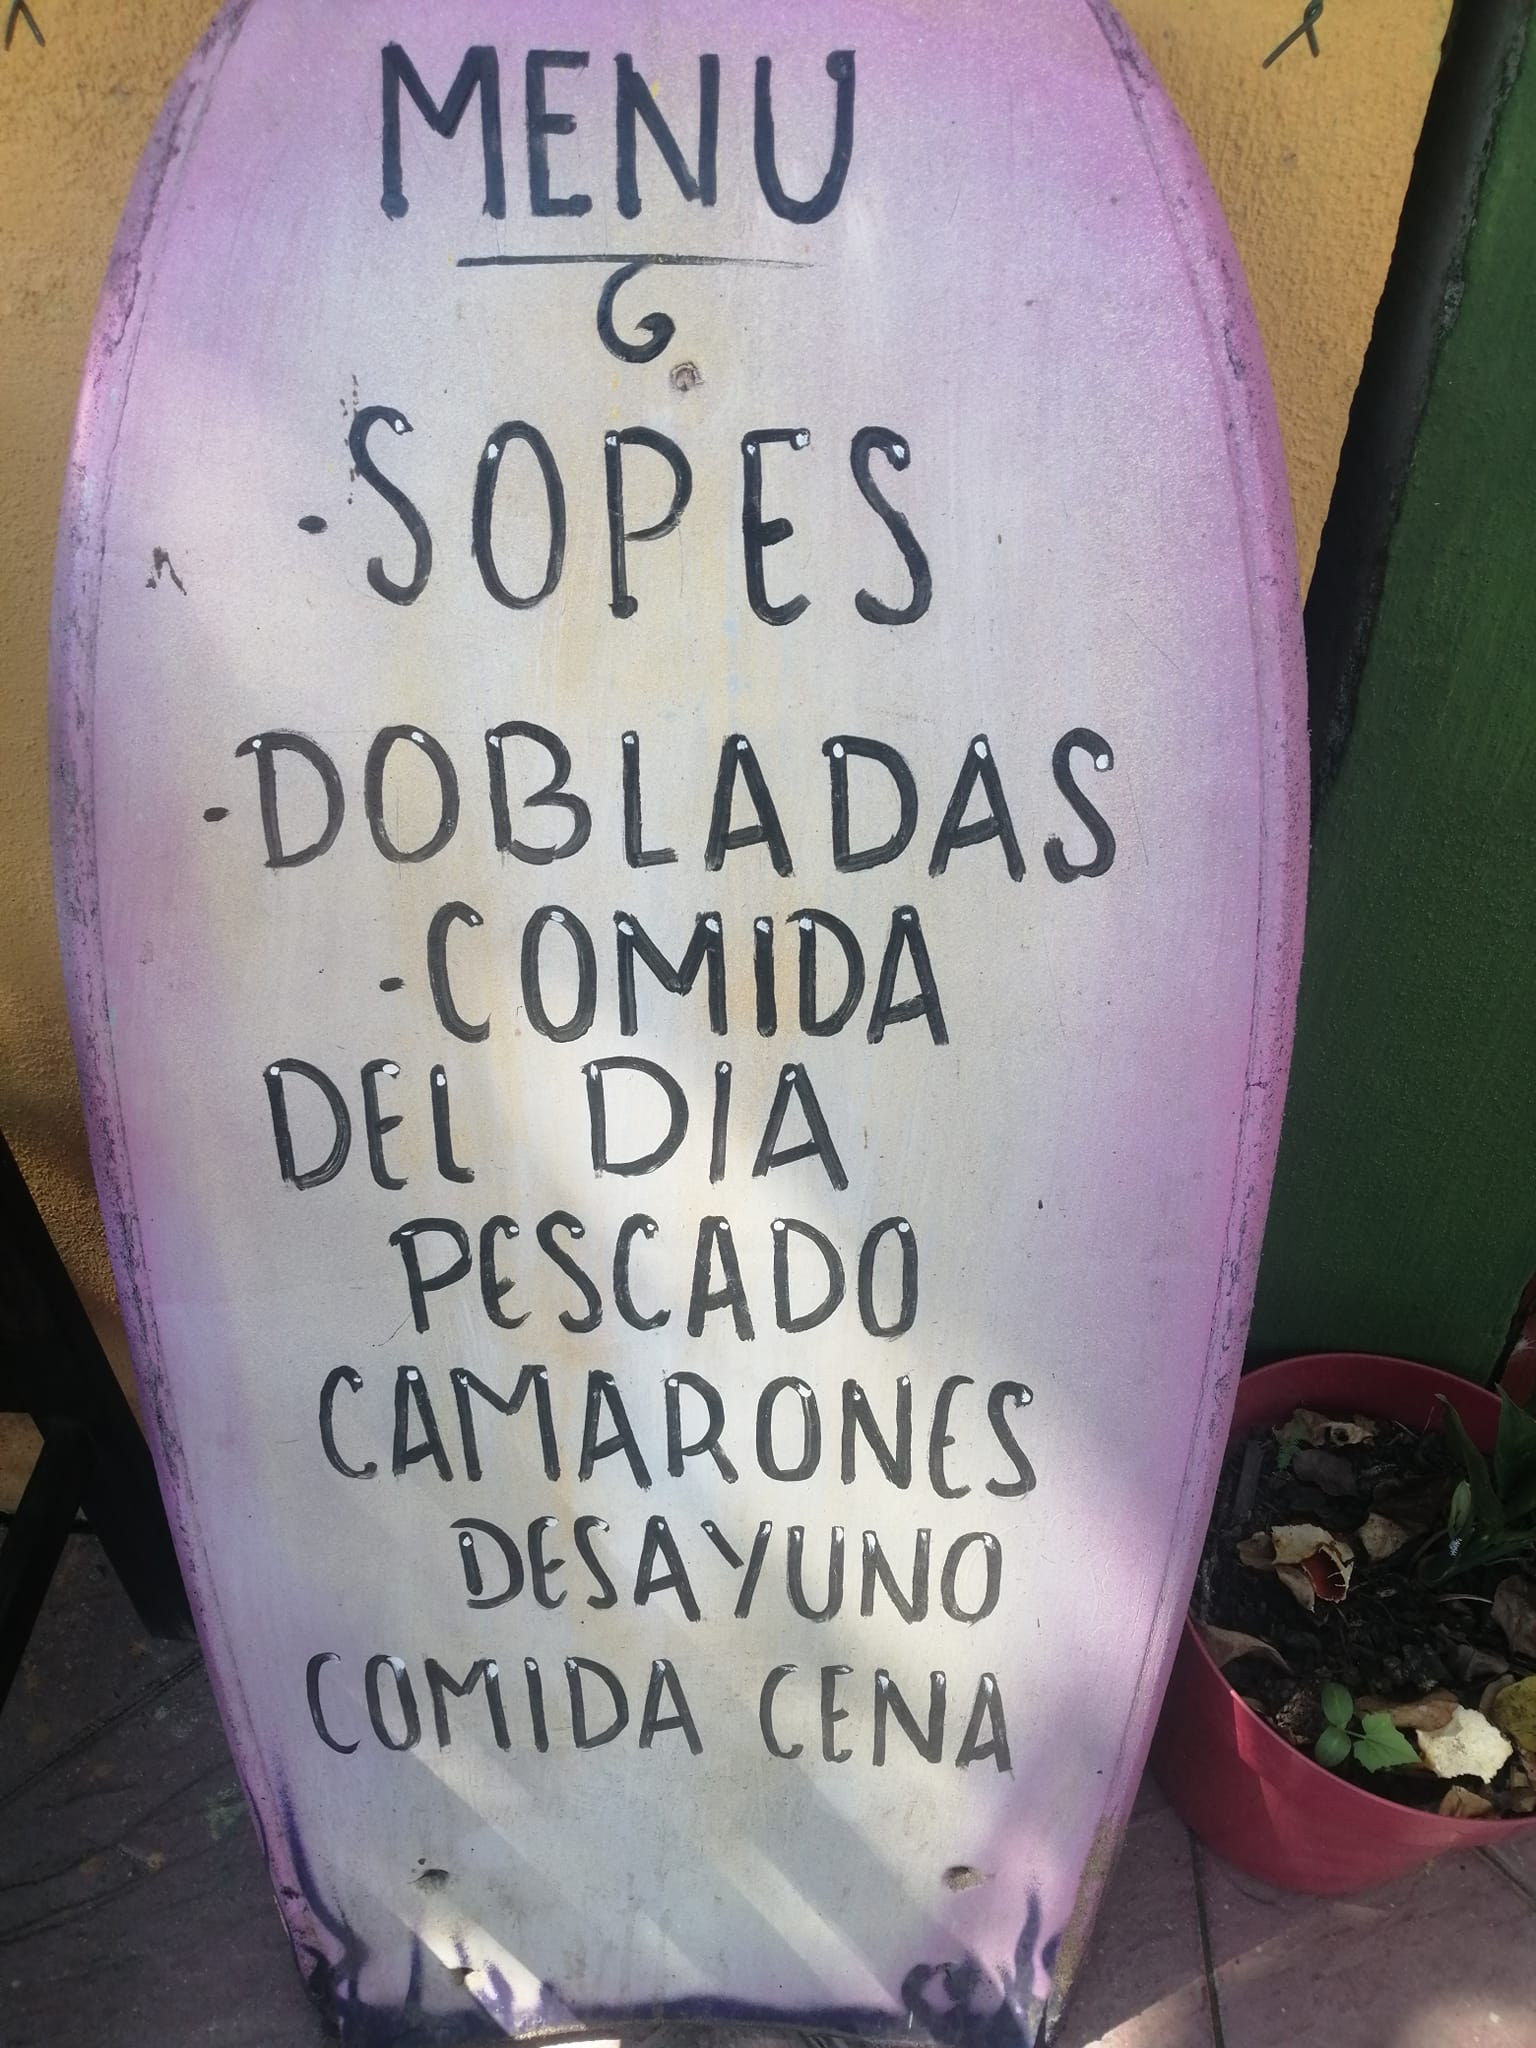 MENU
·SOPES
·DOBLADAS
·COMIDA
DEL DIA
PESCADO
CAMARONES
DESAYUNO
COMIDA CENA